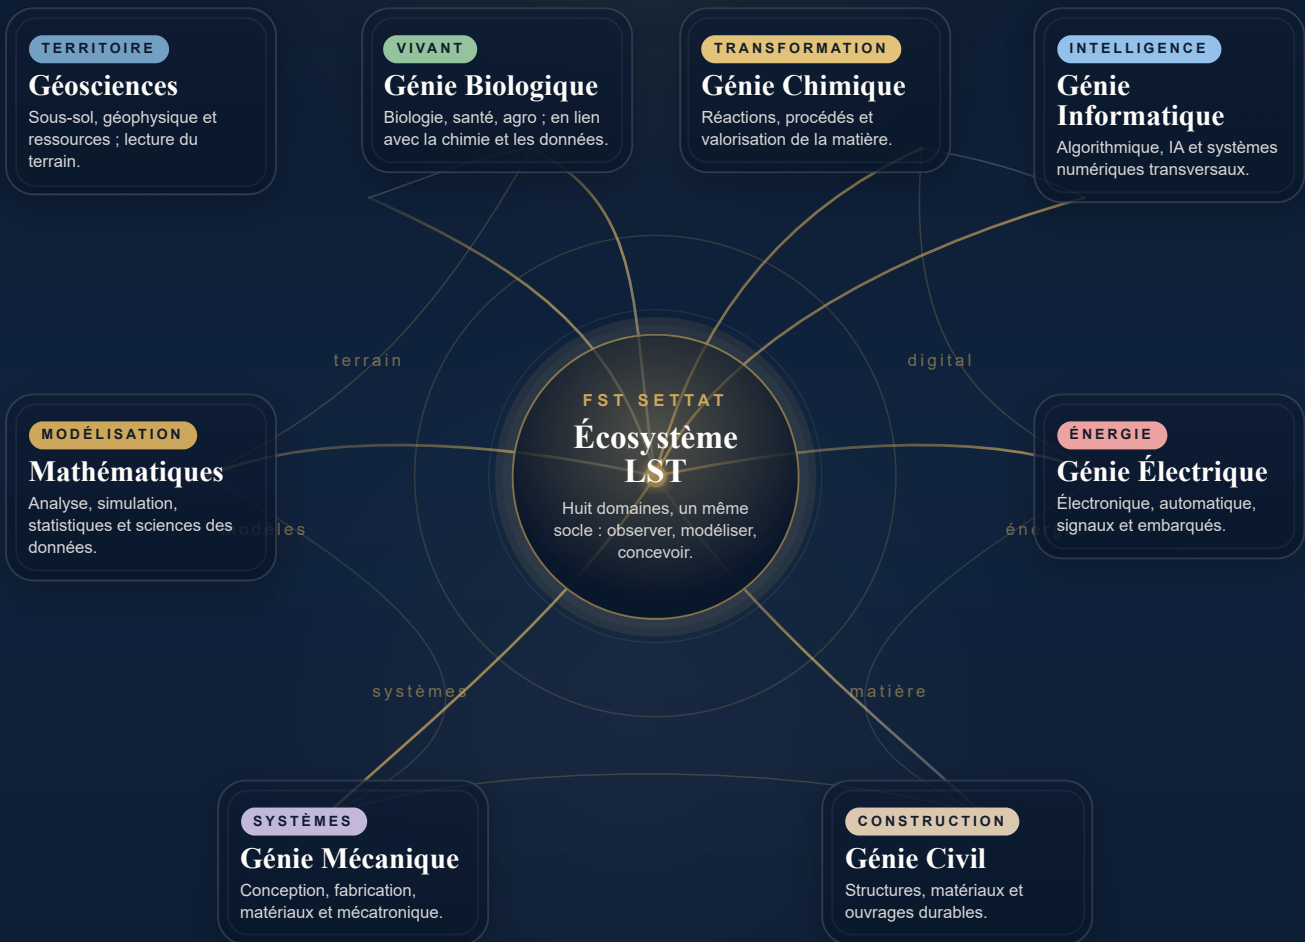 TERRITOIRE
Géosciences
Sous-sol, géophysique et
ressources ; lecture du
terrain.
VIVANT
Génie Biologique
Biologie, santé, agro ; en lien
avec la chimie et les données.
TRANSFORMATION
Génie Chimique
Réactions, procédés et
valorisation de la matière.
INTELLIGENCE
Génie
Informatique
Algorithmique, IA et systèmes
numériques transversaux.
terrain
digital
MODÉLISATION
Mathématiques
Analyse, simulation,
statistiques et sciences des
données.
modèles
FST SETTAT
Écosystème
LST
Huit domaines, un même
socle : observer, modéliser,
concevoir.
ÉNERGIE
Génie Électrique
Électronique, automatique,
signaux et embarqués.
systèmes
matière
SYSTÈMES
Génie Mécanique
Conception, fabrication,
matériaux et mécatronique.
CONSTRUCTION
Génie Civil
Structures, matériaux et
ouvrages durables.